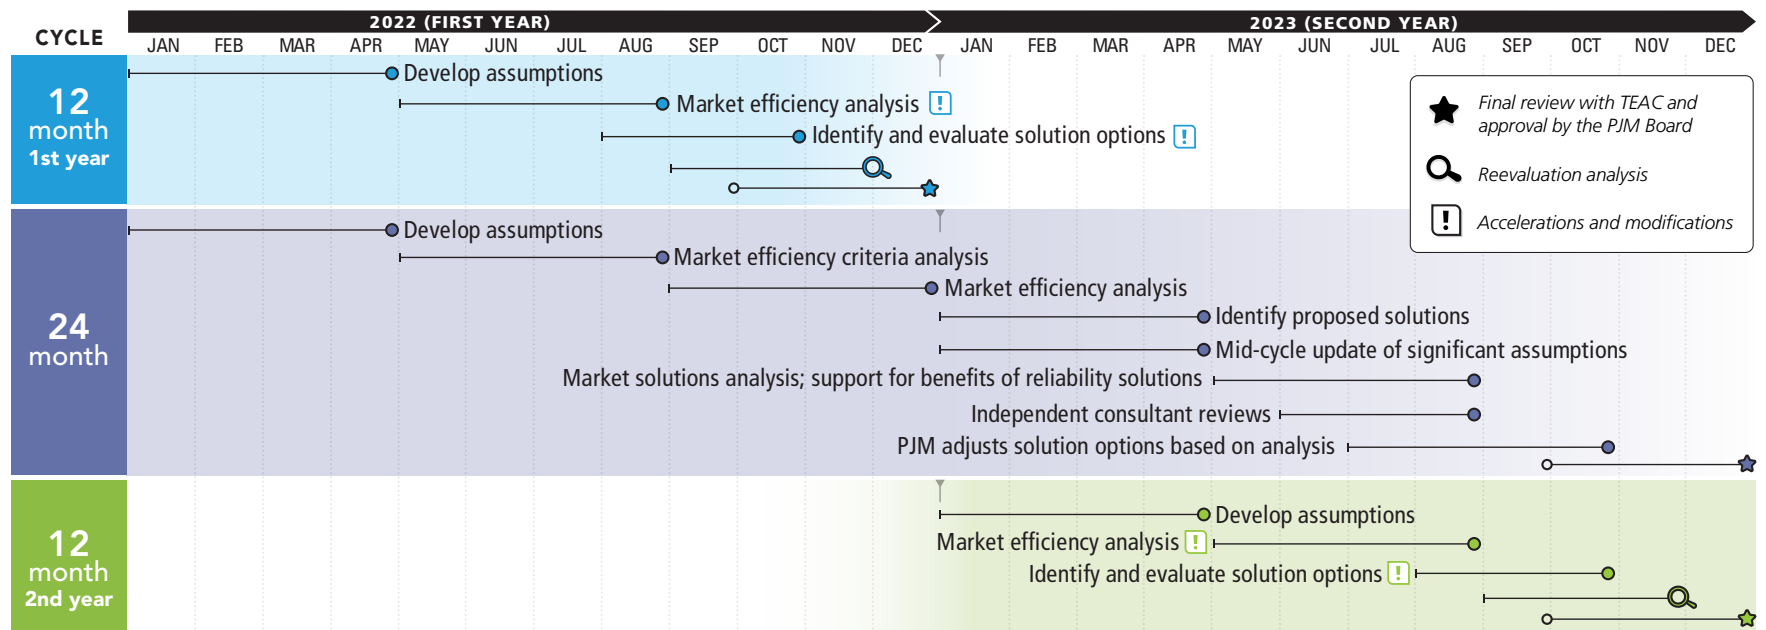 2022 (FIRST YEAR)
2023 (SECOND YEAR)
CYCLE
JAN FEB MAR APR MAY JUN JUL AUG SEP OCT NOV DEC JAN FEB MAR APR MAY JUN JUL AUG SEP OCT NOV DEC
12
month
1st year
Develop assumptions
Market efficiency analysis !
Identify and evaluate solution options !
Final review with TEAC and
approval by the PJM Board
Reevaluation analysis
! Accelerations and modifications
24
month
Develop assumptions
Market efficiency criteria analysis
Market efficiency analysis
Identify proposed solutions
Mid-cycle update of significant assumptions
Market solutions analysis; support for benefits of reliability solutions
Independent consultant reviews
PJM adjusts solution options based on analysis
12
month
2nd year
Develop assumptions
Market efficiency analysis !
Identify and evaluate solution options !